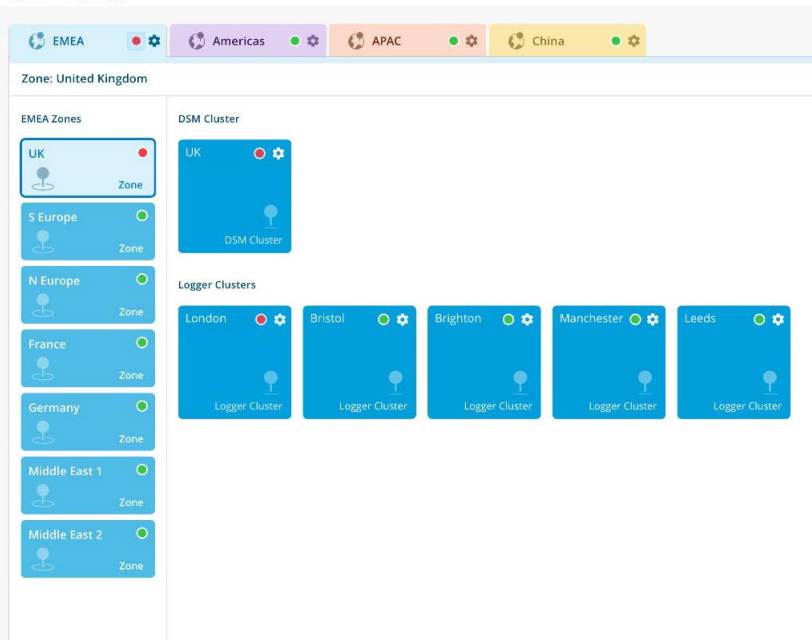 EMEA
Americas
APAC
China
Zone: United Kingdom
EMEA Zones
UK
Zone
S Europe
Zone
N Europe
Zone
France
Zone
Germany
Zone
Middle East 1
Zone
Middle East 2
Zone
DSM Cluster
UK
DSM Cluster
Logger Clusters
London
Logger Cluster
Bristol
Logger Cluster
Brighton
Logger Cluster
Manchester
Logger Cluster
Leeds
Logger Cluster